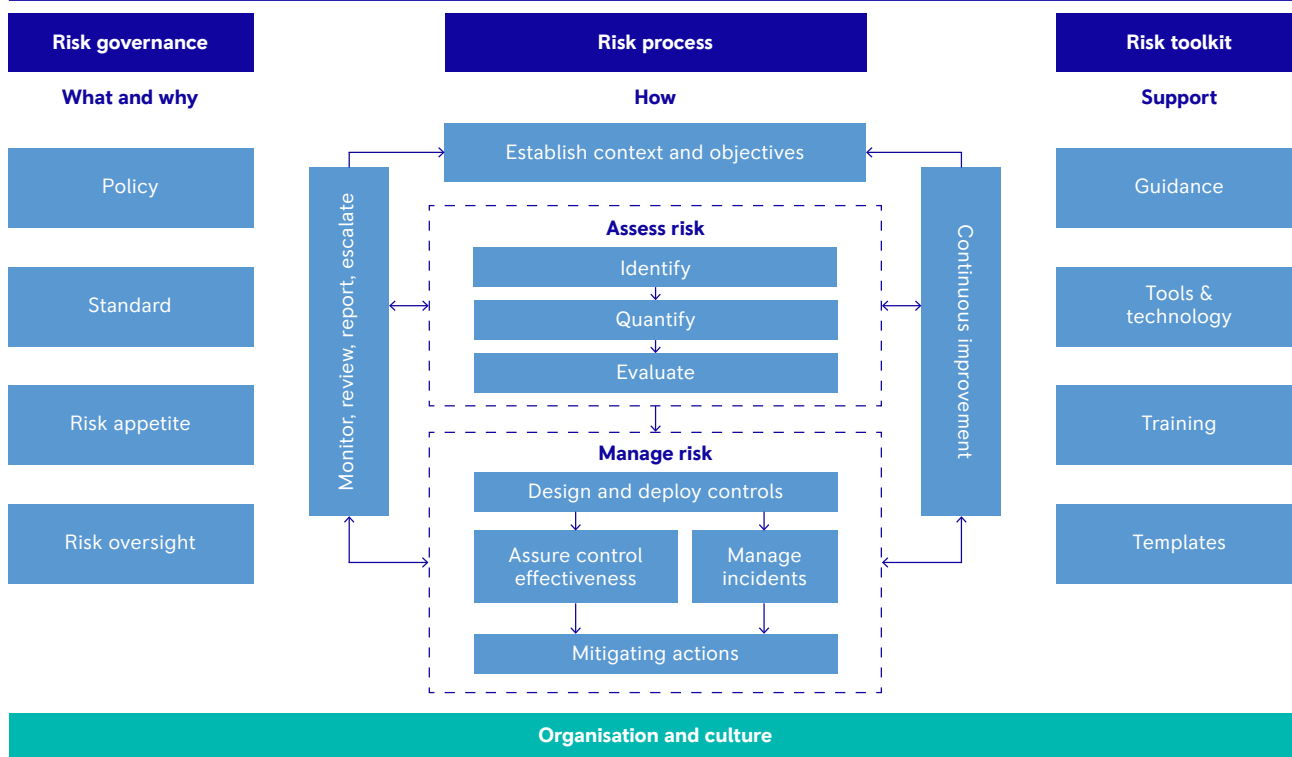 Risk governance
What and why
Policy
Standard
Risk appetite
Risk oversight
Risk process
How
Establish context and objectives
Monitor, review, report, escalate
Assess risk
Identify
Quantify
Evaluate
Manage risk
Design and deploy controls
Assure control
effectiveness
Manage
incidents
Mitigating actions
Continuous improvement
Risk toolkit
Support
Guidance
Tools &
technology
Training
Templates
Organisation and culture